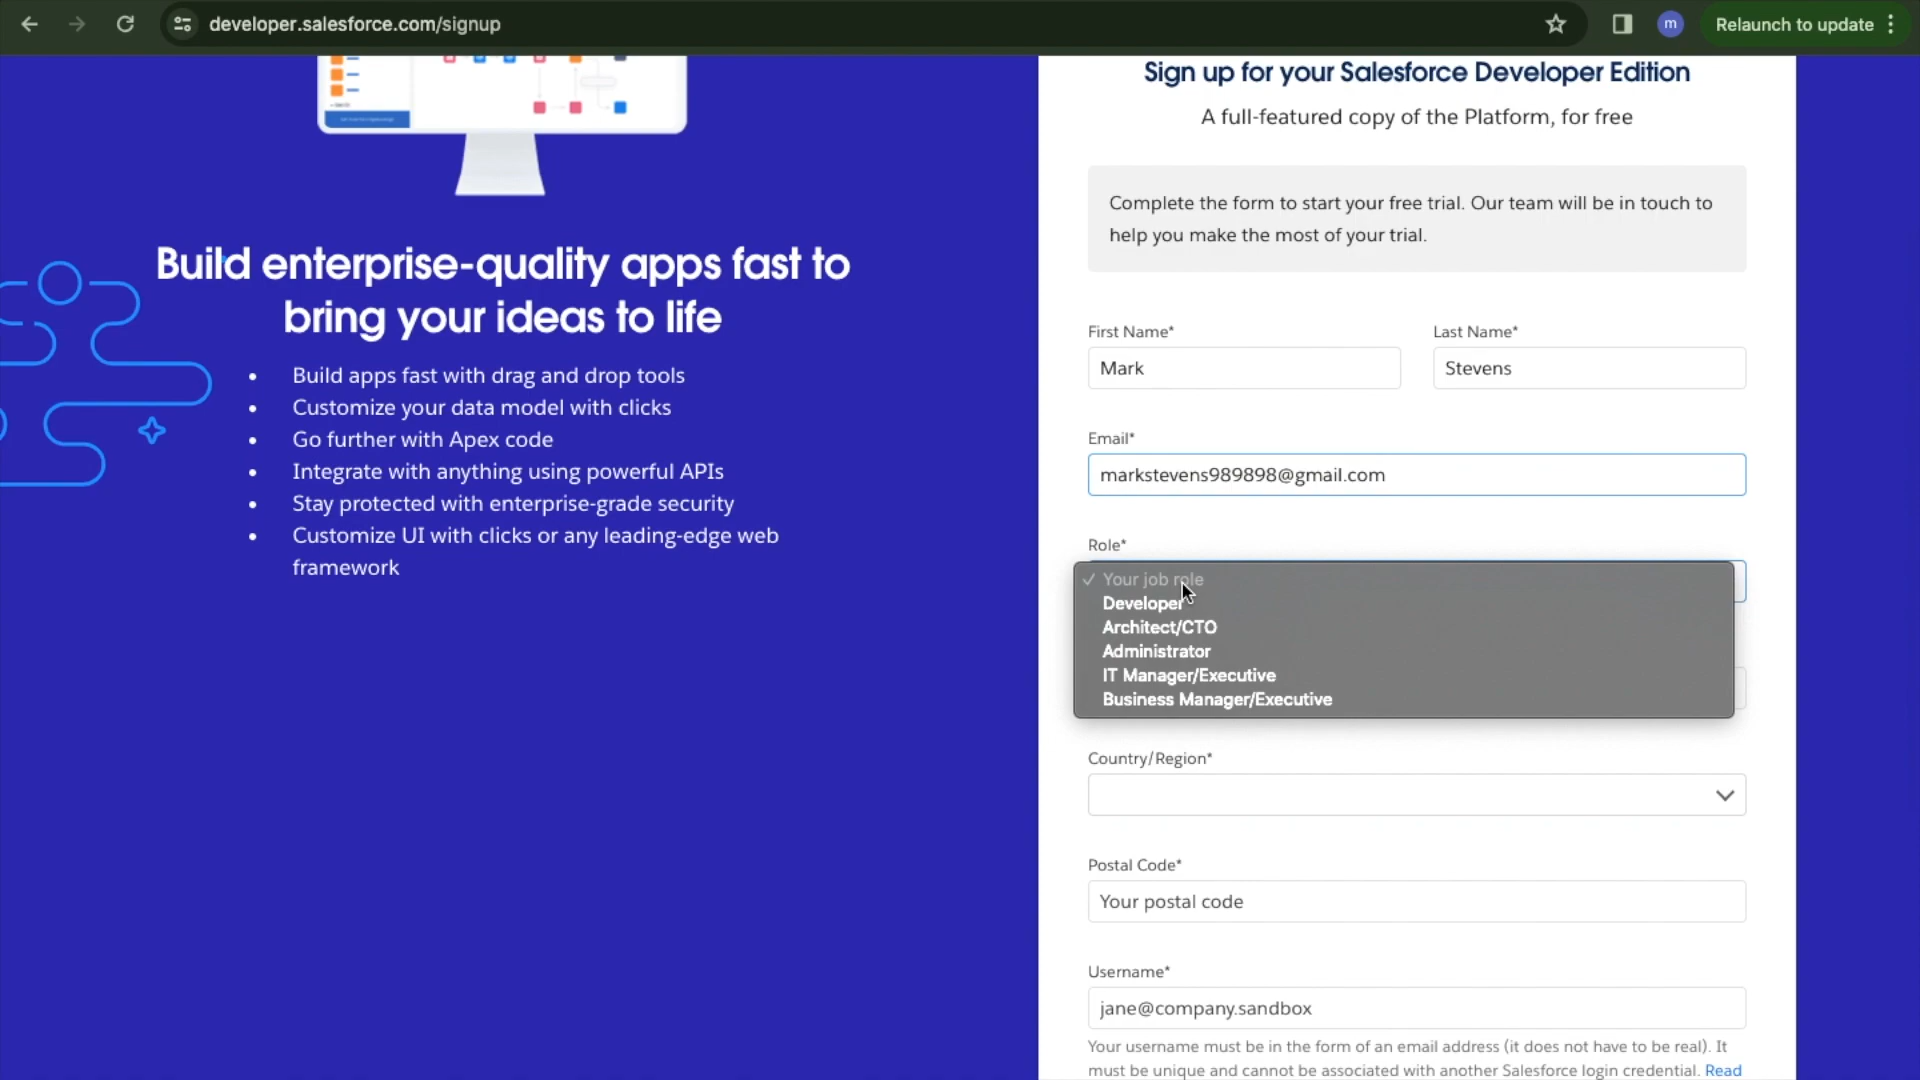 developer.salesforce.com/signup
m
Relaunch to update
Build enterprise-quality apps fast to
bring your ideas to life
Build apps fast with drag and drop tools
Customize your data model with clicks
Go further with Apex code
Integrate with anything using powerful APIs
Stay protected with enterprise-grade security
Customize UI with clicks or any leading-edge web
framework
Sign up for your Salesforce Developer Edition
A full-featured copy of the Platform, for free
Complete the form to start your free trial. Our team will be in touch to
help you make the most of your trial.
First Name* Last Name*
Mark Stevens
Email*
markstevens989898@gmail.com
Role*
✓ Your job role
Developer
Architect/CTO
Administrator
IT Manager/Executive
Business Manager/Executive
Country/Region*
Postal Code*
Your postal code
Username*
jane@company.sandbox
Your username must be in the form of an email address (it does not have to be real). It
must be unique and cannot be associated with another Salesforce login credential. Read